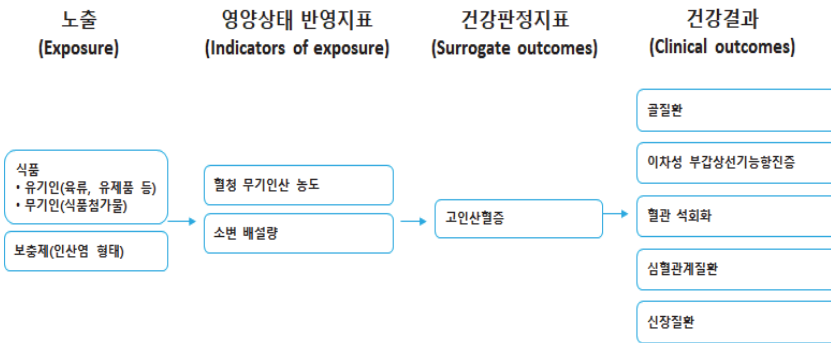 노출
(Exposure)
영양상태 반영지표
(Indicators of exposure)
건강판정지표
(Surrogate outcomes)
건강결과
(Clinical outcomes)
식품
• 유기인(육류, 유제품 등)
• 무기인(식품첨가물)
보충제(인산염 형태)
혈청 무기인산 농도
소변 배설량
고인산혈증
골질환
이차성 부갑상선기능항진증
혈관 석회화
심혈관계질환
신장질환